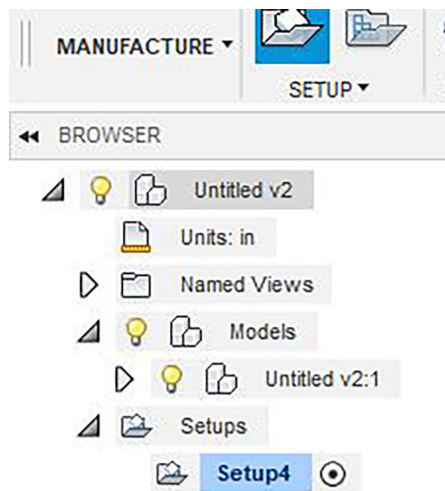 MANUFACTURE
SETUP
BROWSER
Untitled v2
Units: in
Named Views
Models
Untitled v2:1
Setups
Setup4